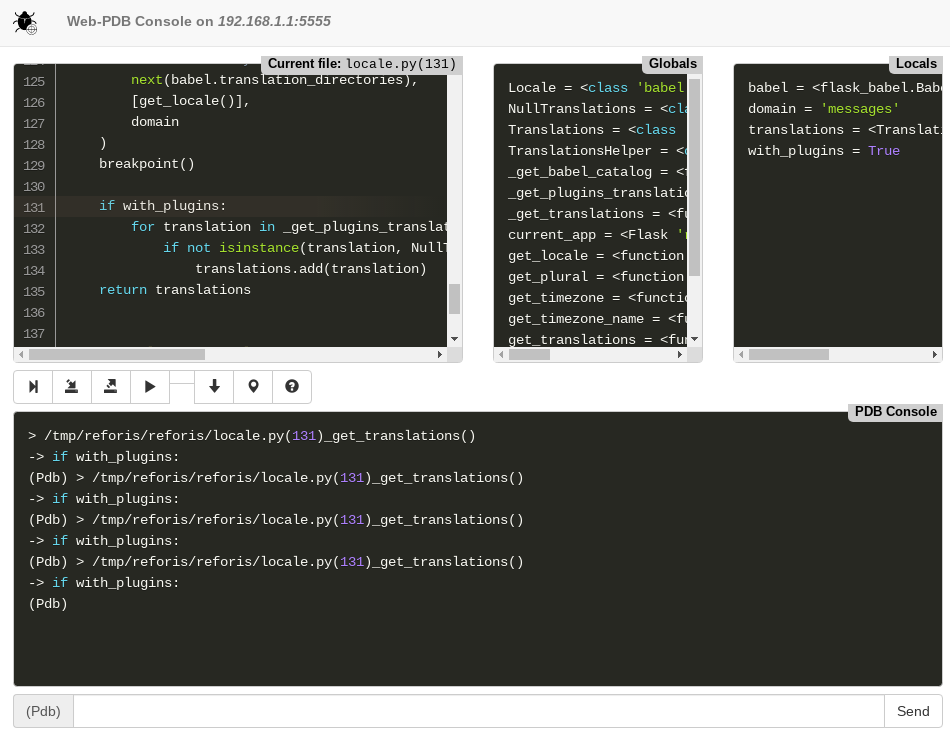 Web-PDB Console on 192.168.1.1:5555
Current file: locale.py(131)
125 next(babel.translation_directories),
126 [get_locale()],
127 domain
128 )
129 breakpoint()
130
131 if with_plugins:
132 for translation in _get_plugins_translat
133 if not isinstance(translation, NullT
134 translations.add(translation)
135 return translations
136
137
Globals
Locale = <class 'babel
NullTranslations = <cla
Translations = <class
TranslationsHelper = <c
_get_babel_catalog = <f
_get_plugins_translatio
_get_translations = <fu
current_app = <Flask 'r
get_locale = <function
get_plural = <function
get_timezone = <functio
get_timezone_name = <fu
get_translations = <fun
Locals
babel = <flask_babel.Babe
domain = 'messages'
translations = <Translati
with_plugins = True
PDB Console
> /tmp/reforis/reforis/locale.py(131)_get_translations()
-> if with_plugins:
(Pdb) > /tmp/reforis/reforis/locale.py(131)_get_translations()
-> if with_plugins:
(Pdb) > /tmp/reforis/reforis/locale.py(131)_get_translations()
-> if with_plugins:
(Pdb) > /tmp/reforis/reforis/locale.py(131)_get_translations()
-> if with_plugins:
(Pdb)
(Pdb)
Send